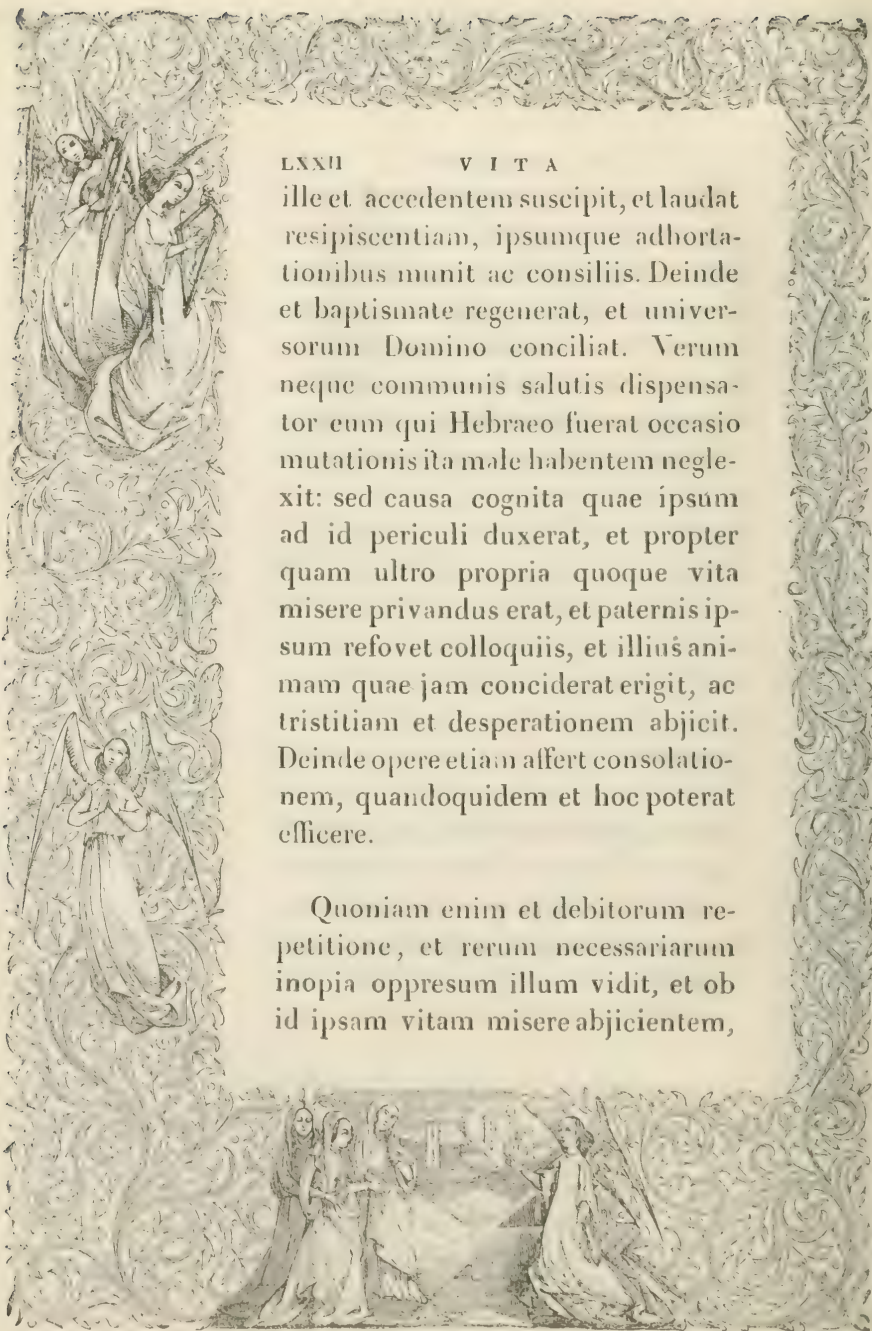 LXXII VITA
ille et accedentem suscipit, et laudat
resipiscentiam, ipsumque adhorta-
tionibus munit ac consiliis. Deinde
et baptismate regenerat, et univer-
sorum Domino conciliat. Verum
neque communis salutis dispensa-
tor eum qui Hebraeo fuerat occasio
mutationis ita male habentem negle-
xit: sed causa cognita quae ipsum
ad id periculi duxerat, et propter
quam ultro propria quoque vita
misere privandus erat, et paternis ip-
sum refovet colloquiis, et illius ani-
mam quae jam conciderat erigit, ac
tristitiam et desperationem abjicit.
Deinde opere etiam affert consolatio-
nem, quandoquidem et hoc poterat
efficere.
Quoniam enim et debitorum re-
petitione, et rerum necessariarum
inopia oppresum illum vidit, et ob
id ipsam vitam misere abjicientem,